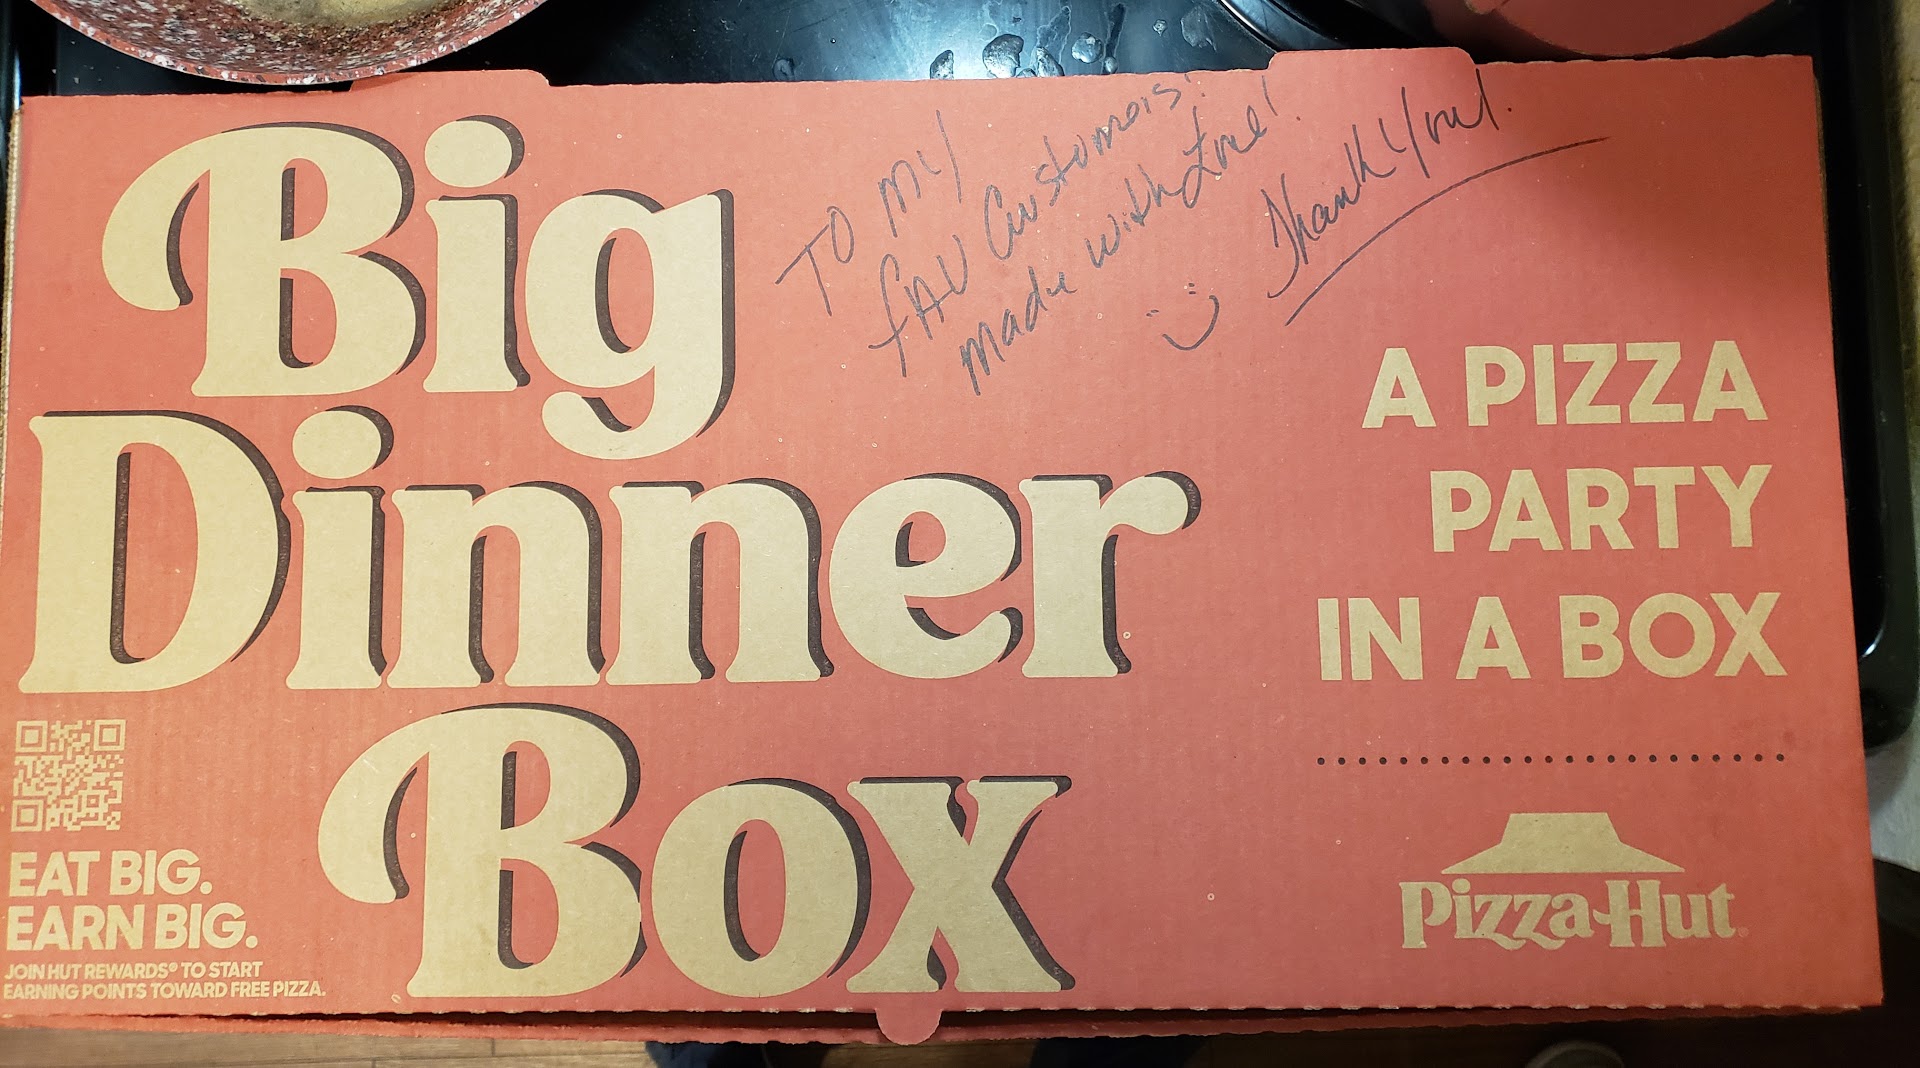 TO MY
FAV Customors!
Made with Love!
Thank You!
Big
Dinner
Box
A PIZZA
PARTY
IN A BOX
Pizza Hut
EAT BIG.
EARN BIG.
JOIN HUT REWARDS® TO START
EARNING POINTS TOWARD FREE PIZZA.